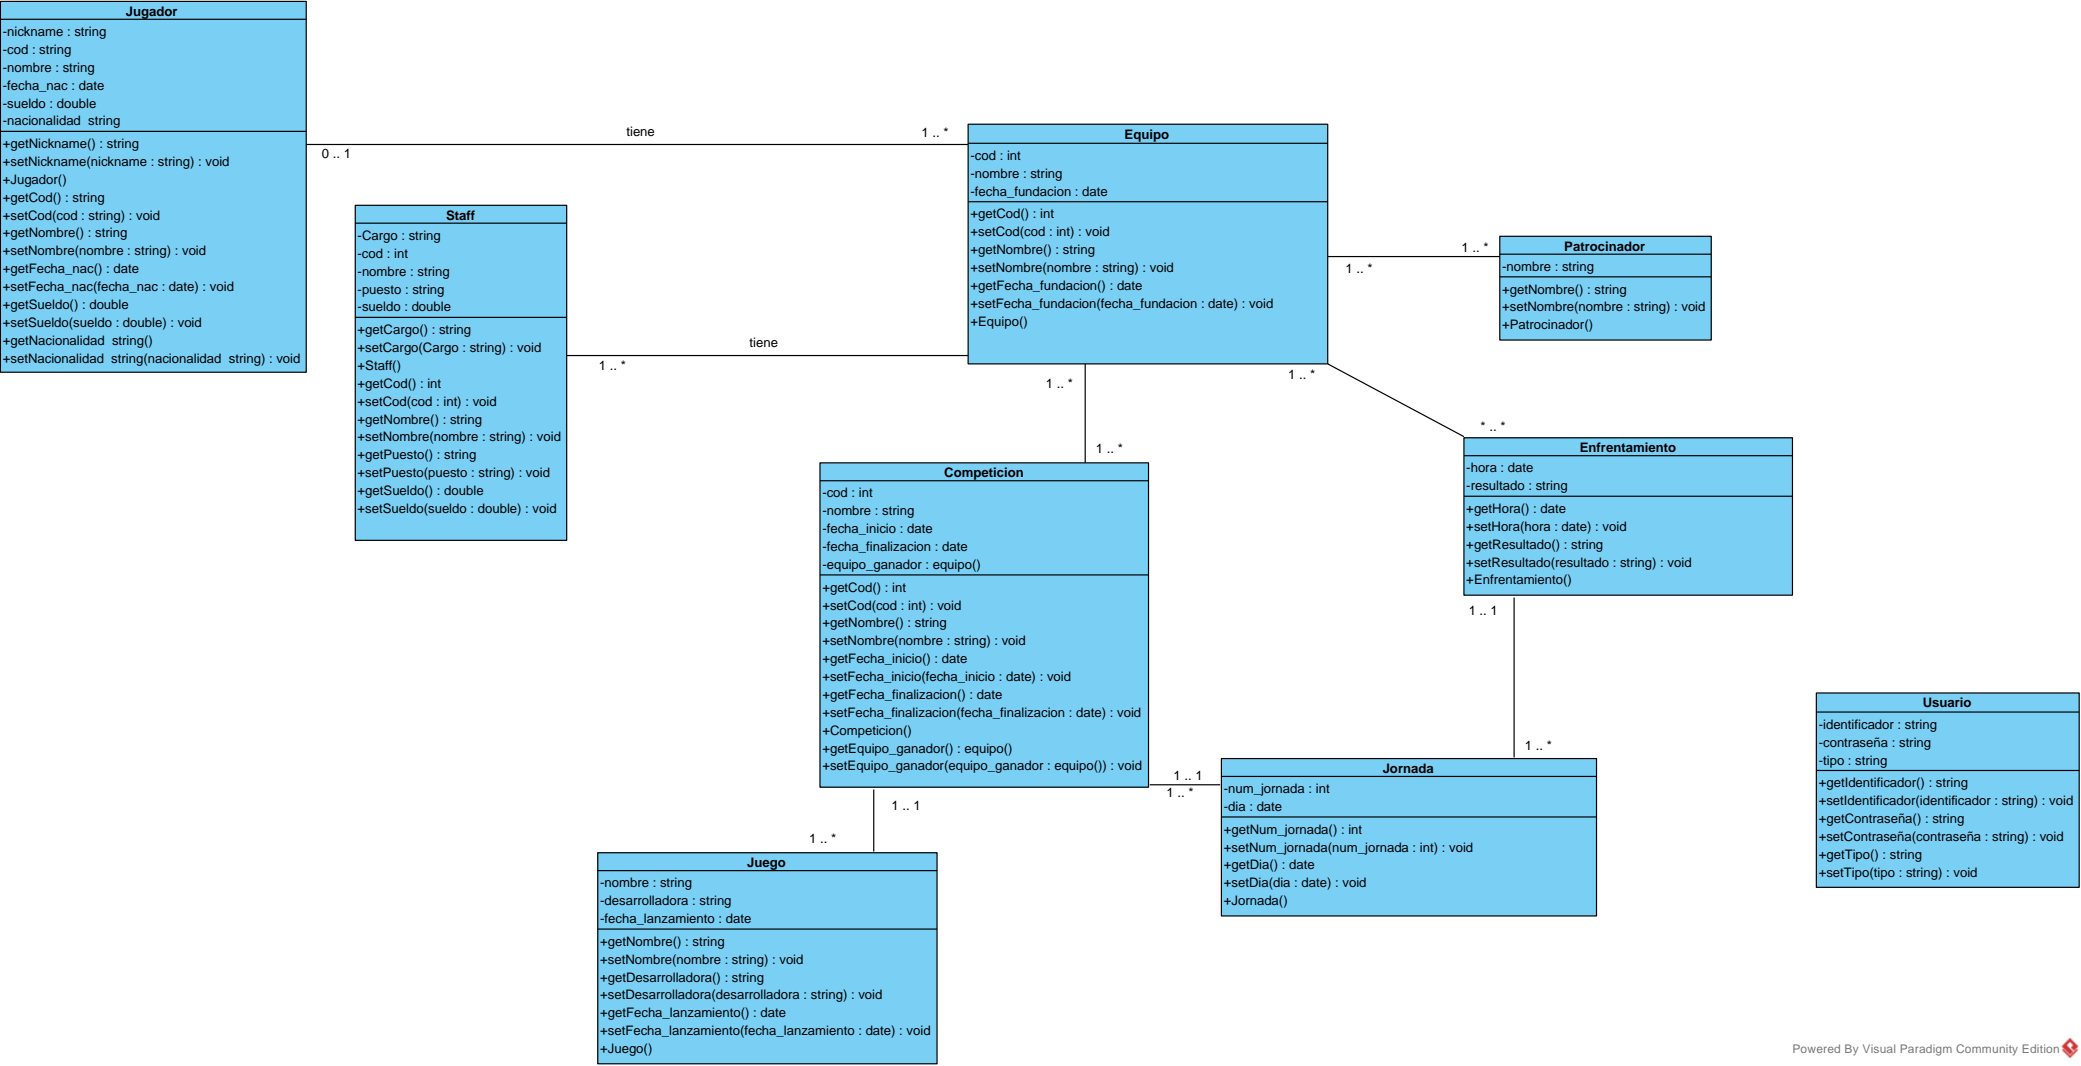 Jugador
-nickname : string
-cod : string
-nombre : string
-fecha_nac : date
-sueldo : double
-nacionalidad  string
+getNickname() : string
+setNickname(nickname : string) : void
+Jugador()
+getCod() : string
+setCod(cod : string) : void
+getNombre() : string
+setNombre(nombre : string) : void
+getFecha_nac() : date
+setFecha_nac(fecha_nac : date) : void
+getSueldo() : double
+setSueldo(sueldo : double) : void
+getNacionalidad  string()
+setNacionalidad  string(nacionalidad  string) : void
0 .. 1
tiene
1 .. *
Staff
-Cargo : string
-cod : int
-nombre : string
-puesto : string
-sueldo : double
+getCargo() : string
+setCargo(Cargo : string) : void
+Staff()
+getCod() : int
+setCod(cod : int) : void
+getNombre() : string
+setNombre(nombre : string) : void
+getPuesto() : string
+setPuesto(puesto : string) : void
+getSueldo() : double
+setSueldo(sueldo : double) : void
1 .. *
tiene
Equipo
-cod : int
-nombre : string
-fecha_fundacion : date
+getCod() : int
+setCod(cod : int) : void
+getNombre() : string
+setNombre(nombre : string) : void
+getFecha_fundacion() : date
+setFecha_fundacion(fecha_fundacion : date) : void
+Equipo()
1 .. *
1 .. *
Patrocinador
-nombre : string
+getNombre() : string
+setNombre(nombre : string) : void
+Patrocinador()
1 .. *
1 .. *
1 .. *
* .. *
Competicion
-cod : int
-nombre : string
-fecha_inicio : date
-fecha_finalizacion : date
-equipo_ganador : equipo()
+getCod() : int
+setCod(cod : int) : void
+getNombre() : string
+setNombre(nombre : string) : void
+getFecha_inicio() : date
+setFecha_inicio(fecha_inicio : date) : void
+getFecha_finalizacion() : date
+setFecha_finalizacion(fecha_finalizacion : date) : void
+Competicion()
+getEquipo_ganador() : equipo()
+setEquipo_ganador(equipo_ganador : equipo()) : void
Enfrentamiento
-hora : date
-resultado : string
+getHora() : date
+setHora(hora : date) : void
+getResultado() : string
+setResultado(resultado : string) : void
+Enfrentamiento()
1 .. 1
1 .. *
1 .. 1
1 .. *
Jornada
-num_jornada : int
-dia : date
+getNum_jornada() : int
+setNum_jornada(num_jornada : int) : void
+getDia() : date
+setDia(dia : date) : void
+Jornada()
1 .. 1
1 .. *
Juego
-nombre : string
-desarrolladora : string
-fecha_lanzamiento : date
+getNombre() : string
+setNombre(nombre : string) : void
+getDesarrolladora() : string
+setDesarrolladora(desarrolladora : string) : void
+getFecha_lanzamiento() : date
+setFecha_lanzamiento(fecha_lanzamiento : date) : void
+Juego()
Usuario
-identificador : string
-contraseña : string
-tipo : string
+getIdentificador() : string
+setIdentificador(identificador : string) : void
+getContraseña() : string
+setContraseña(contraseña : string) : void
+getTipo() : string
+setTipo(tipo : string) : void
Powered By Visual Paradigm Community Edition